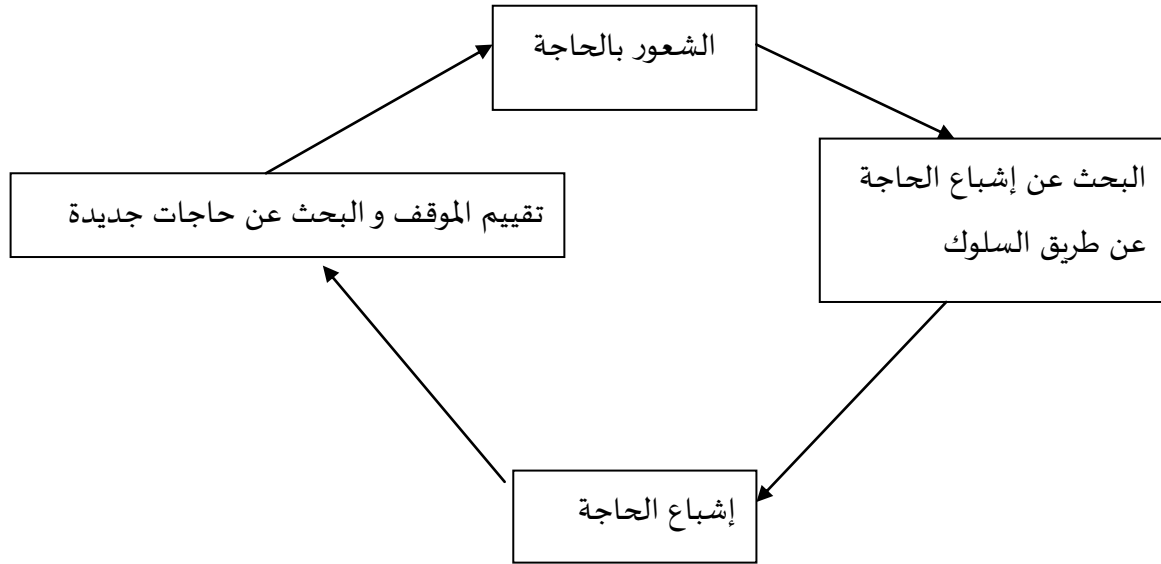 الشعور بالحاجة
البحث عن إشباع الحاجة
عن طريق السلوك
تقييم الموقف و البحث عن حاجات جديدة
إشباع الحاجة